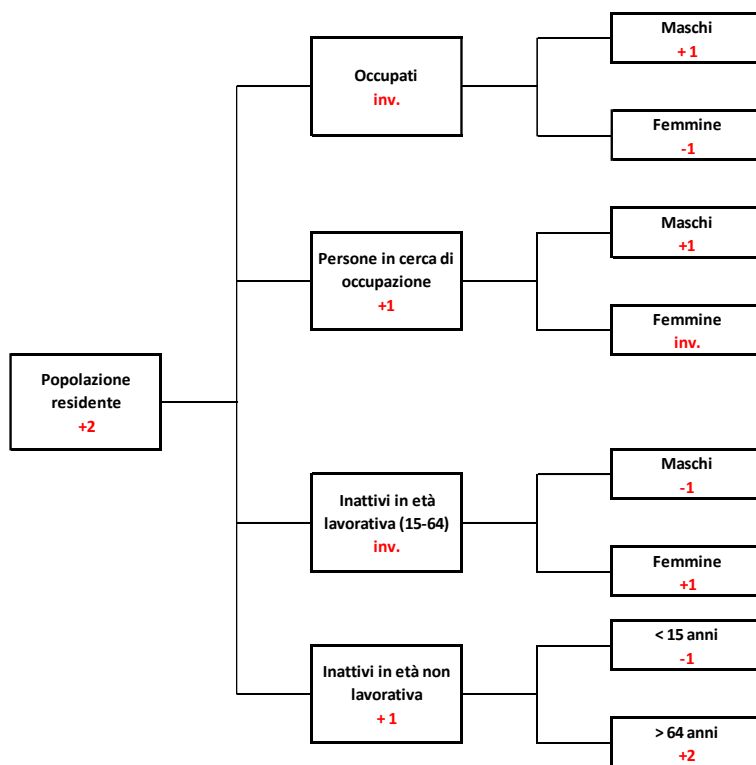 Popolazione
residente
+2
Occupati
inv.
Maschi
+ 1
Femmine
-1
Persone in cerca di
occupazione
+1
Maschi
+1
Femmine
inv.
Inattivi in età
lavorativa (15-64)
inv.
Maschi
-1
Femmine
+1
Inattivi in età non
lavorativa
+ 1
< 15 anni
-1
> 64 anni
+2